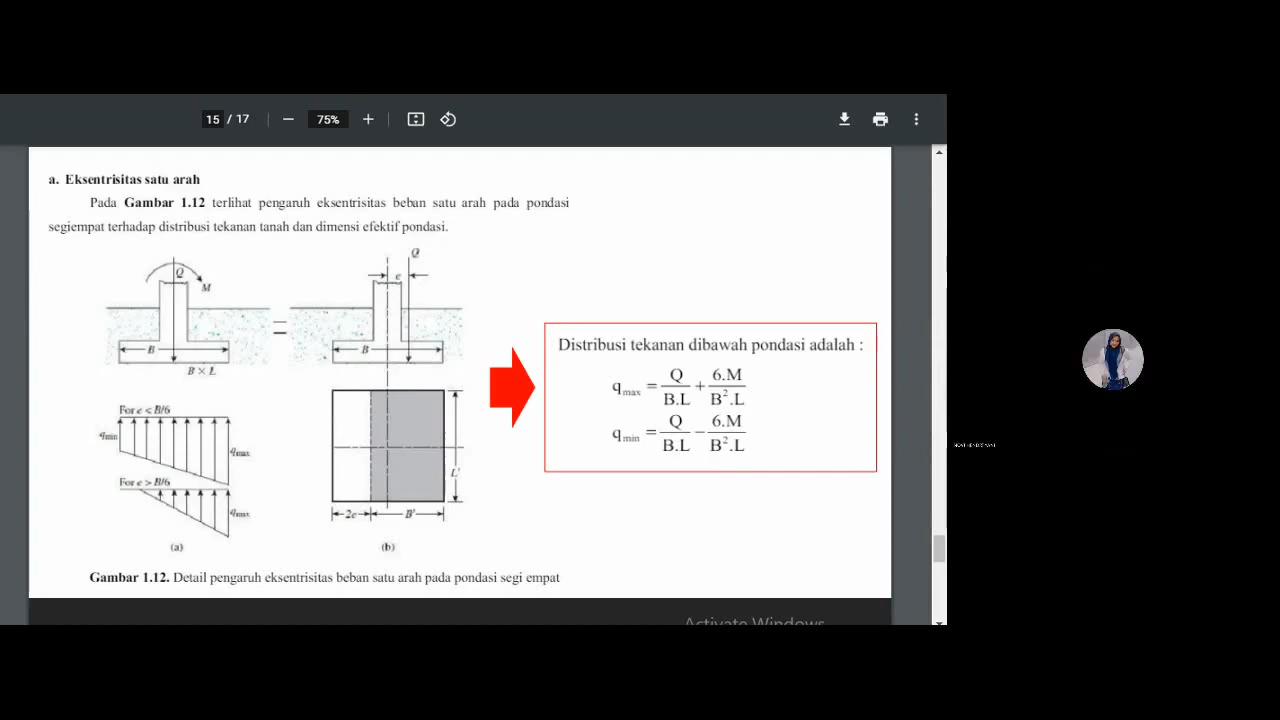 15 / 17
75%
a. Eksentrisitas satu arah
Pada Gambar 1.12 terlihat pengaruh eksentrisitas beban satu arah pada pondasi
segiempat terhadap distribusi tekanan tanah dan dimensi efektif pondasi.
Q
M
B
B × L
Q
e
B
For e < B/6
qmin
qmax
For e > B/6
qmax
(a)
L'
2e
B'
(b)
Distribusi tekanan dibawah pondasi adalah :
qmax = Q/B.L + 6.M/B².L
qmin = Q/B.L − 6.M/B².L
Gambar 1.12. Detail pengaruh eksentrisitas beban satu arah pada pondasi segi empat
Activate Windows